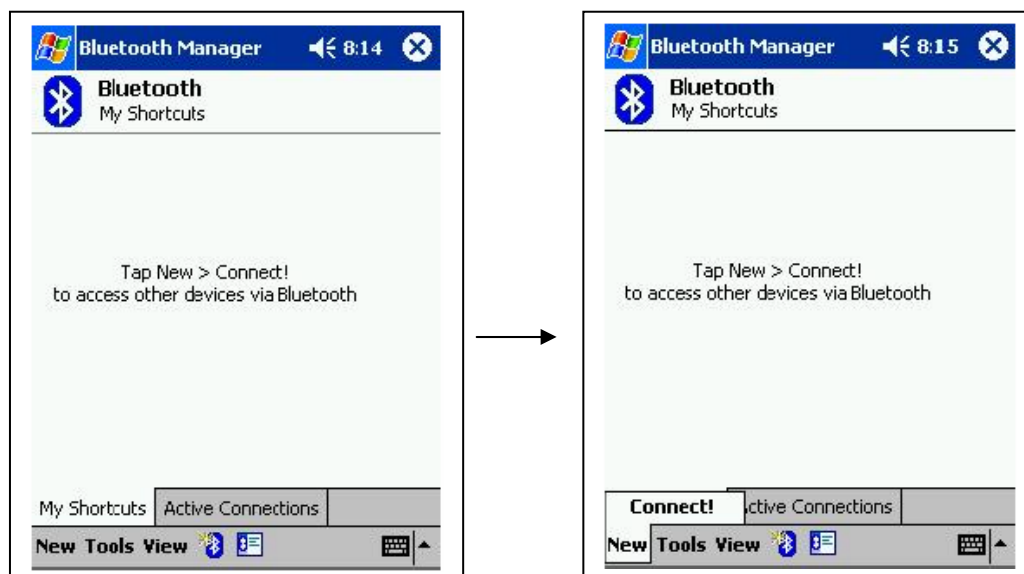 Bluetooth Manager 8:14
Bluetooth
My Shortcuts
Tap New > Connect!
to access other devices via Bluetooth
My Shortcuts Active Connections
New Tools View
Bluetooth Manager 8:15
Bluetooth
My Shortcuts
Tap New > Connect!
to access other devices via Bluetooth
Connect! ctive Connections
New Tools View